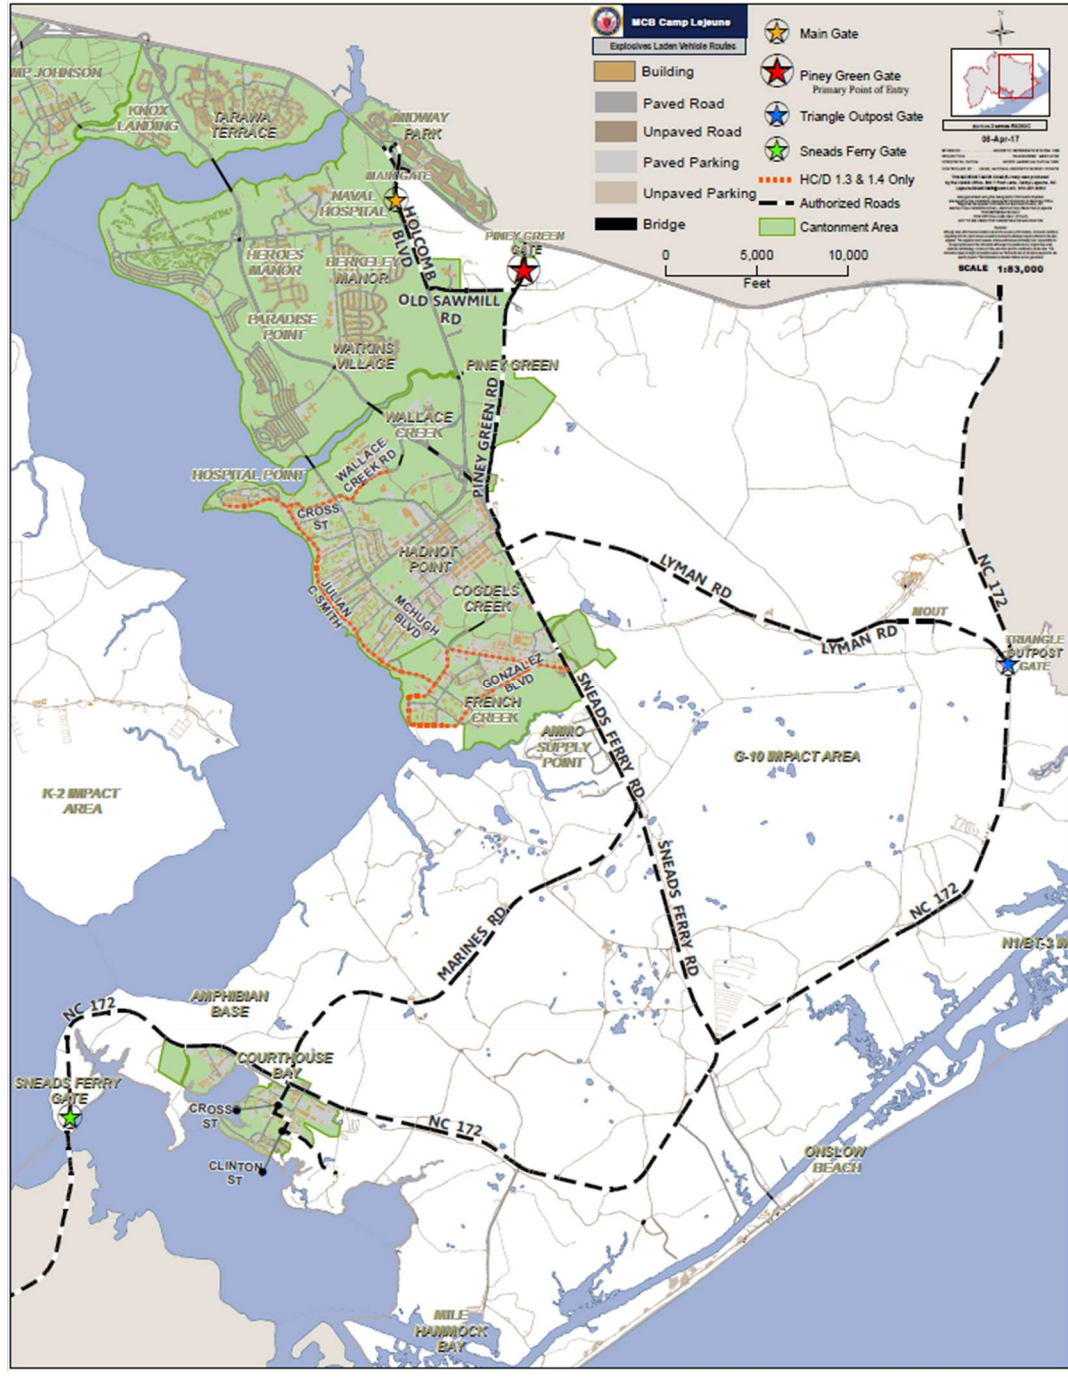 MCB Camp Lejeune
Explosives Laden Vehicle Routes
Building
Paved Road
Unpaved Road
Paved Parking
Unpaved Parking
Bridge
Main Gate
Piney Green Gate
Primary Point of Entry
Triangle Outpost Gate
Sneads Ferry Gate
HC/D 1.3 & 1.4 Only
Authorized Roads
Cantonment Area
0 5,000 10,000
Feet
06-Apr-17
SCALE 1:83,000
MP JOHNSON
KNOX
LANDING
TARAWA
TERRACE
MIDWAY
PARK
MAIN GATE
NAVAL
HOSPITAL
HOLCOMB
BLVD
PINEY GREEN
GATE
HEROES
MANOR
BERKELEY
MANOR
OLD SAWMILL
RD
PARADISE
POINT
WATKINS
VILLAGE
PINEY GREEN
PINEY GREEN RD
WALLACE
CREEK
WALLACE
CREEK RD
HOSPITAL POINT
CROSS
ST
HADNOT
POINT
COGDELS
CREEK
JULIAN
C SMITH
MCHUGH
BLVD
GONZALEZ
BLVD
FRENCH
CREEK
LYMAN RD
LYMAN RD
MOUT
NC 172
TRIANGLE
OUTPOST
GATE
SNEADS FERRY RD
AMMO
SUPPLY
POINT
G-10 IMPACT AREA
K-2 IMPACT
AREA
SNEADS FERRY RD
MARINES RD
NC 172
N1/BT-3 IM
AMPHIBIAN
BASE
NC 172
COURTHOUSE
BAY
SNEADS FERRY
GATE
CROSS
ST
NC 172
CLINTON
ST
ONSLOW
BEACH
MILE
HAMMOCK
BAY